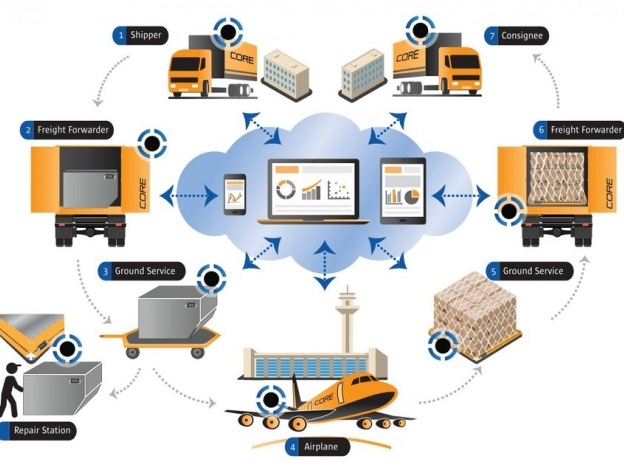 1 Shipper
CORE
CORE
7 Consignee
2 Freight Forwarder
CORE
6 Freight Forwarder
CORE
3 Ground Service
5 Ground Service
Repair Station
CORE
4 Airplane